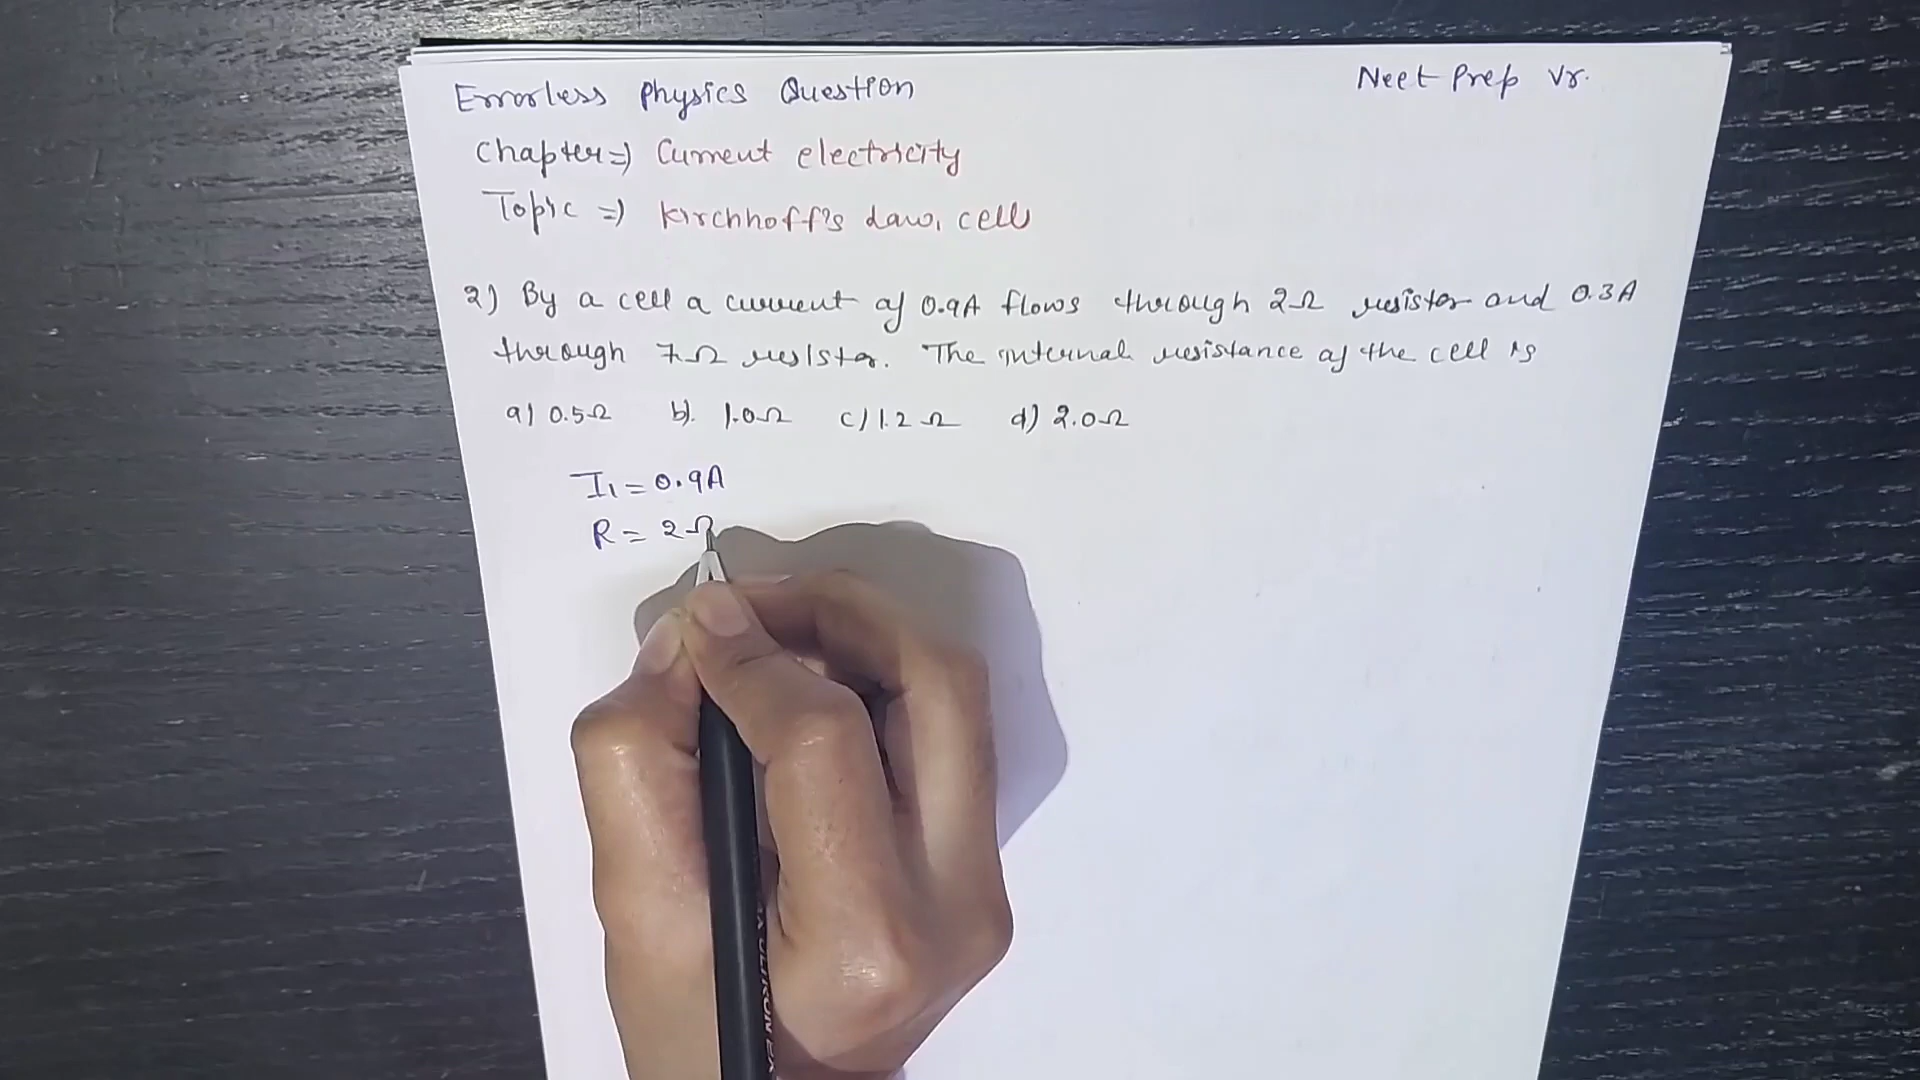 Errorless Physics Question
Neet Prep Vr.
Chapter => Current electricity
Topic => Kirchhoff's Law, cell
2) By a cell a current of 0.9A flows through 2Ω resistor and 0.3A
through 7Ω resistor. The internal resistance of the cell is
a) 0.5Ω b). 1.0Ω c) 1.2Ω d) 2.0Ω
I1 = 0.9A
R = 2Ω